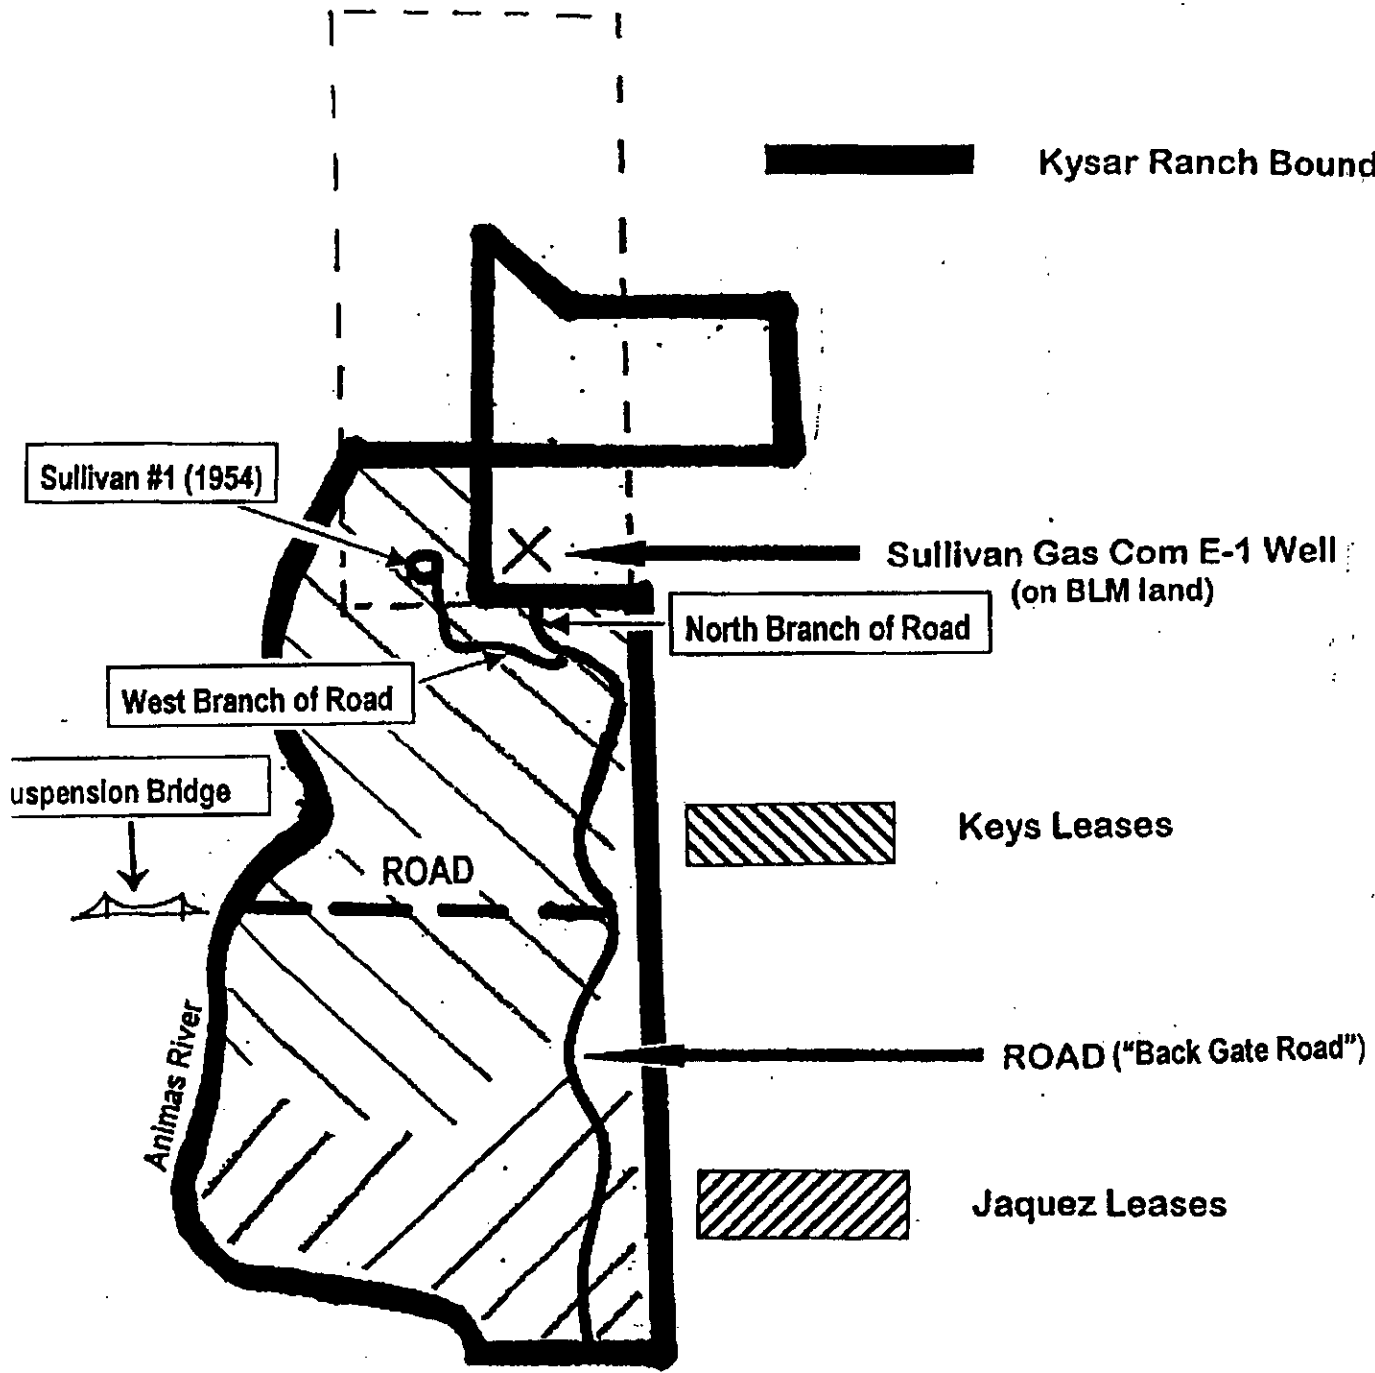 Kysar Ranch Bound
Sullivan #1 (1954)
Sullivan Gas Com E-1 Well
(on BLM land)
North Branch of Road
West Branch of Road
uspension Bridge
Keys Leases
ROAD
Animas River
ROAD ("Back Gate Road")
Jaquez Leases